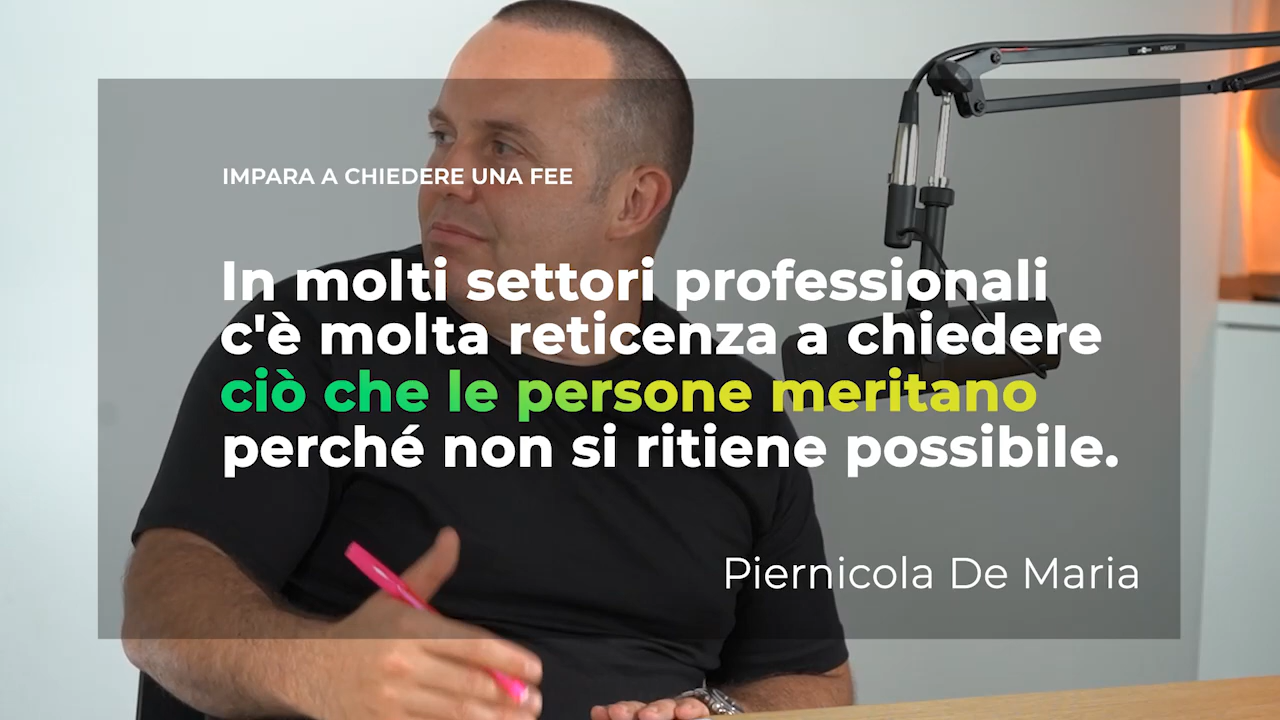 IMPARA A CHIEDERE UNA FEE
In molti settori professionali
c'è molta reticenza a chiedere
ciò che le persone meritano
perché non si ritiene possibile.
Piernicola De Maria